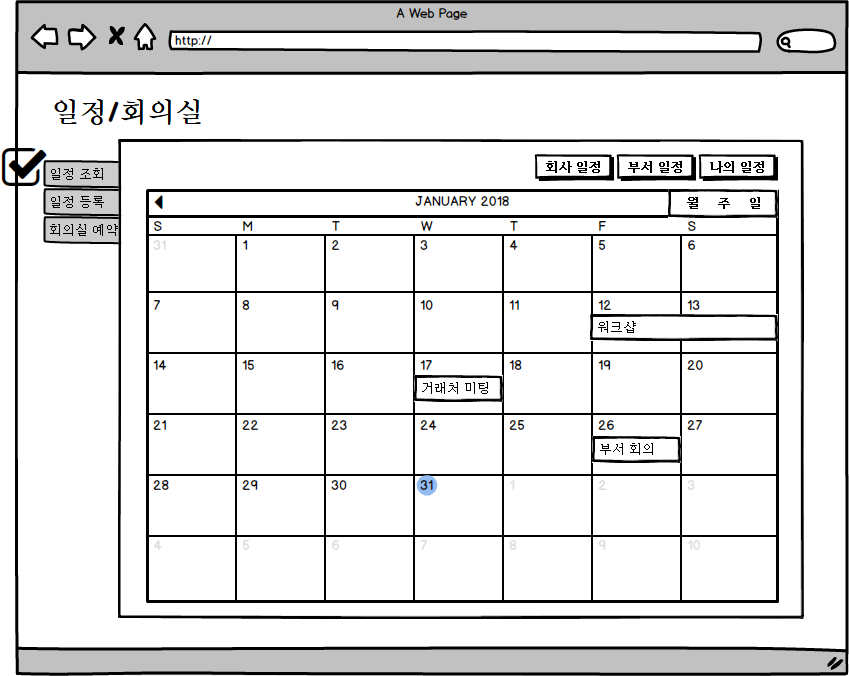 A Web Page
http://
일정/회의실
회사 일정 부서 일정 나의 일정
일정 조회
일정 등록
회의실 예약
JANUARY 2018 월 주 일
S M T W T F S
31 1 2 3 4 5 6
7 8 9 10 11 12 13
워크샵
14 15 16 17 18 19 20
거래처 미팅
21 22 23 24 25 26 27
부서 회의
28 29 30 31 1 2 3
4 5 6 7 8 9 10